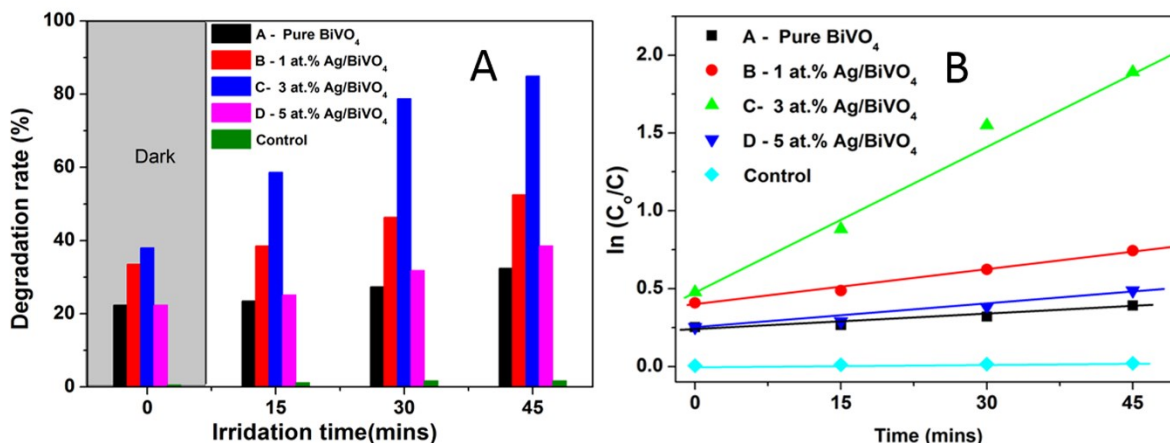 A
Degradation rate (%)
100
80
60
40
20
0
Dark
A - Pure BiVO₄
B - 1 at.% Ag/BiVO₄
C- 3 at.% Ag/BiVO₄
D - 5 at.% Ag/BiVO₄
Control
0 15 30 45
Irridation time(mins)
B
ln (Cₒ/C)
2.0
1.5
1.0
0.5
0.0
A - Pure BiVO₄
B - 1 at.% Ag/BiVO₄
C- 3 at.% Ag/BiVO₄
D - 5 at.% Ag/BiVO₄
Control
0 15 30 45
Time (mins)